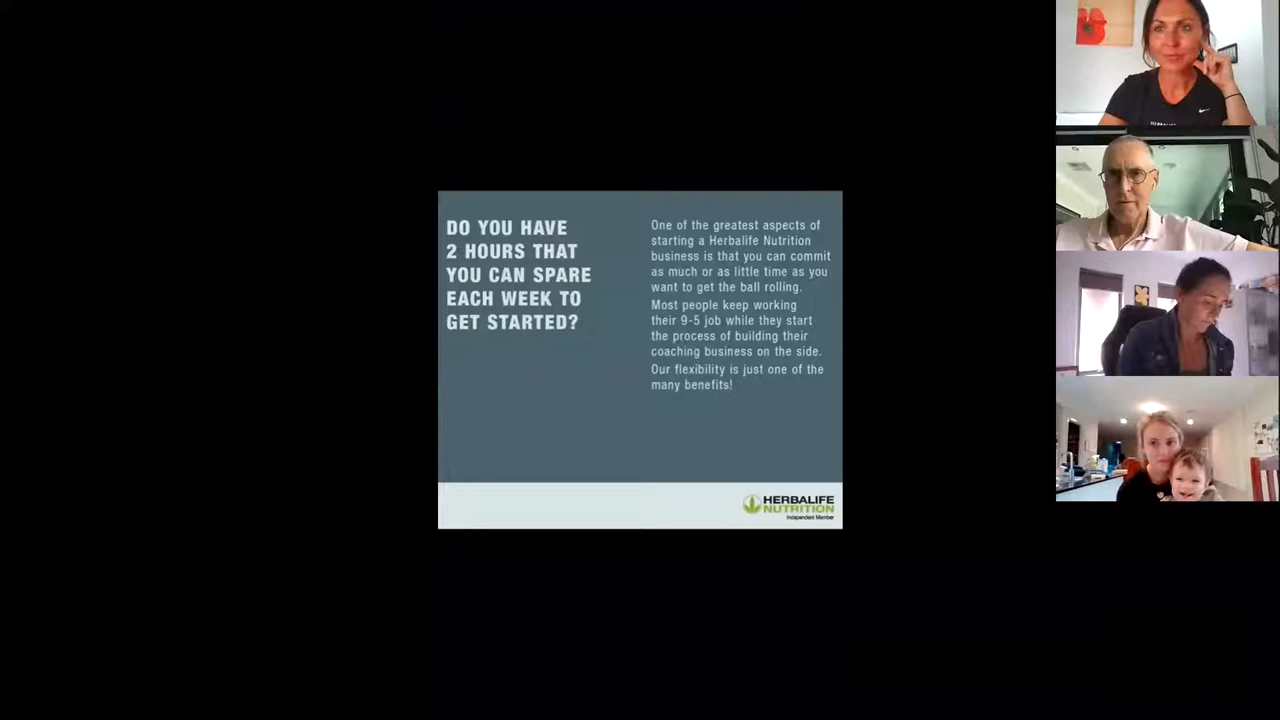 DO YOU HAVE
2 HOURS THAT
YOU CAN SPARE
EACH WEEK TO
GET STARTED?
One of the greatest aspects of
starting a Herbalife Nutrition
business is that you can commit
as much or as little time as you
want to get the ball rolling.
Most people keep working
their 9-5 job while they start
the process of building their
coaching business on the side.
Our flexibility is just one of the
many benefits!
HERBALIFE
NUTRITION
Independent Member
HERBALIFE